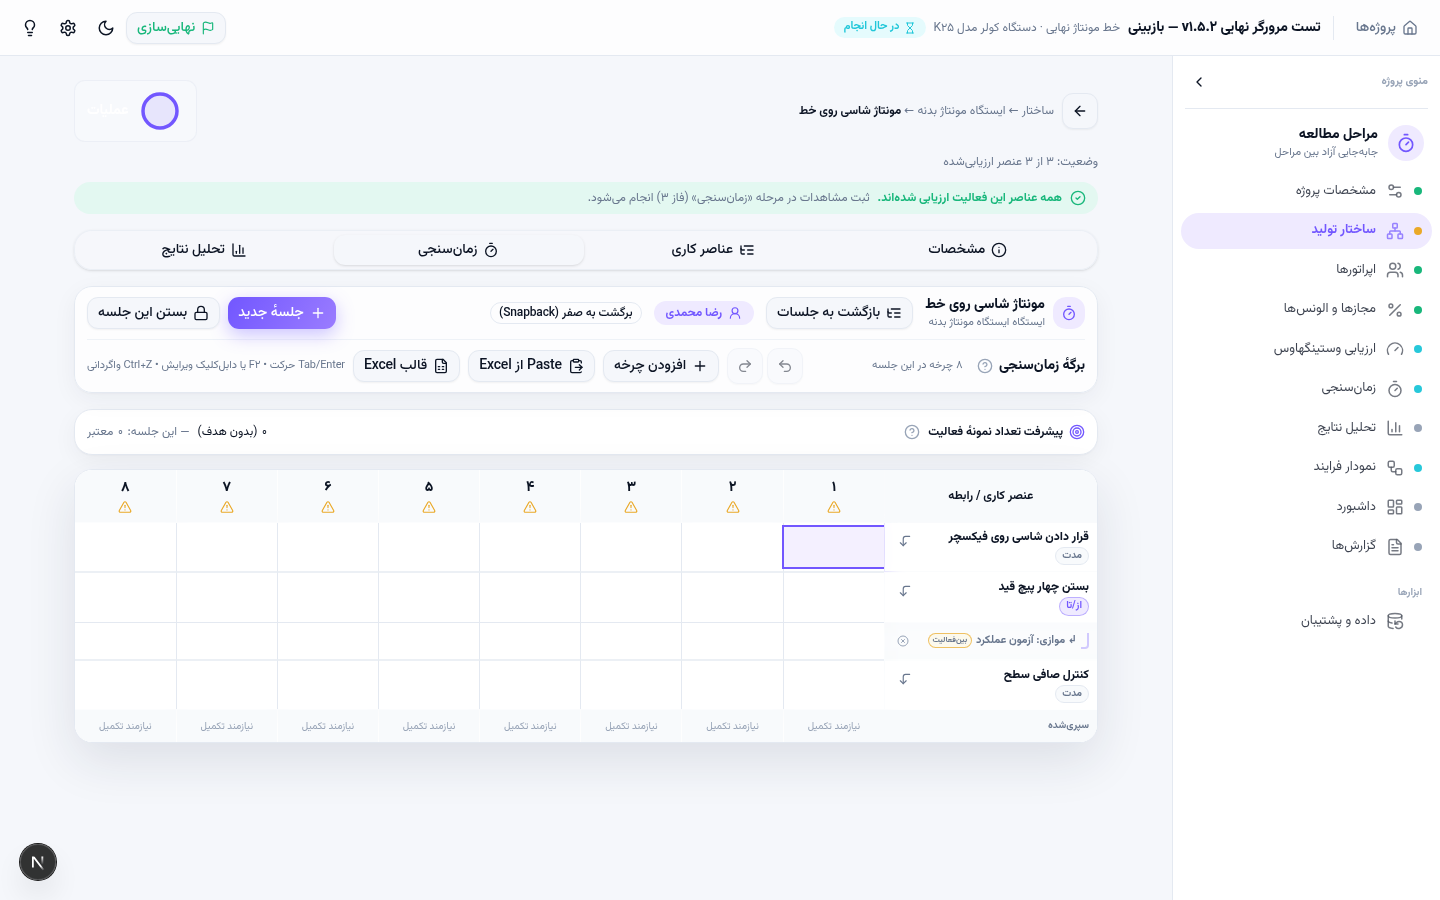 پروژه‌ها
تست مرورگر نهایی v۱.۵.۲ — بازبینی
خط مونتاژ نهایی · دستگاه کولر مدل K۲۵
در حال انجام
نهایی‌سازی
منوی پروژه
مراحل مطالعه
جابه‌جایی آزاد بین مراحل
مشخصات پروژه
ساختار تولید
اپراتورها
مجازها و الونس‌ها
ارزیابی وستینگهاوس
زمان‌سنجی
تحلیل نتایج
نمودار فرایند
داشبورد
گزارش‌ها
ابزارها
داده و پشتیبان
ساختار ← ایستگاه مونتاژ بدنه ← مونتاژ شاسی روی خط
عملیات
وضعیت: ۳ از ۳ عنصر ارزیابی‌شده
همه عناصر این فعالیت ارزیابی شده‌اند. ثبت مشاهدات در مرحله «زمان‌سنجی» (فاز ۳) انجام می‌شود.
مشخصات
عناصر کاری
زمان‌سنجی
تحلیل نتایج
مونتاژ شاسی روی خط
ایستگاه ایستگاه مونتاژ بدنه
بازگشت به جلسات
رضا محمدی
برگشت به صفر (Snapback)
جلسهٔ جدید
بستن این جلسه
برگهٔ زمان‌سنجی
۸ چرخه در این جلسه
افزودن چرخه
Paste از Excel
قالب Excel
Tab/Enter حرکت • F۲ یا دابل‌کلیک ویرایش • Ctrl+Z واگردانی
پیشرفت تعداد نمونهٔ فعالیت
۰ (بدون هدف) — این جلسه: ۰ معتبر
عنصر کاری / رابطه ۱ ۲ ۳ ۴ ۵ ۶ ۷ ۸
قرار دادن شاسی روی فیکسچر
مدت
بستن چهار پیچ قید
از/تا
↲ موازی: آزمون عملکرد بین‌فعالیت
کنترل صافی سطح
مدت
سپری‌شده نیازمند تکمیل نیازمند تکمیل نیازمند تکمیل نیازمند تکمیل نیازمند تکمیل نیازمند تکمیل نیازمند تکمیل نیازمند تکمیل
N